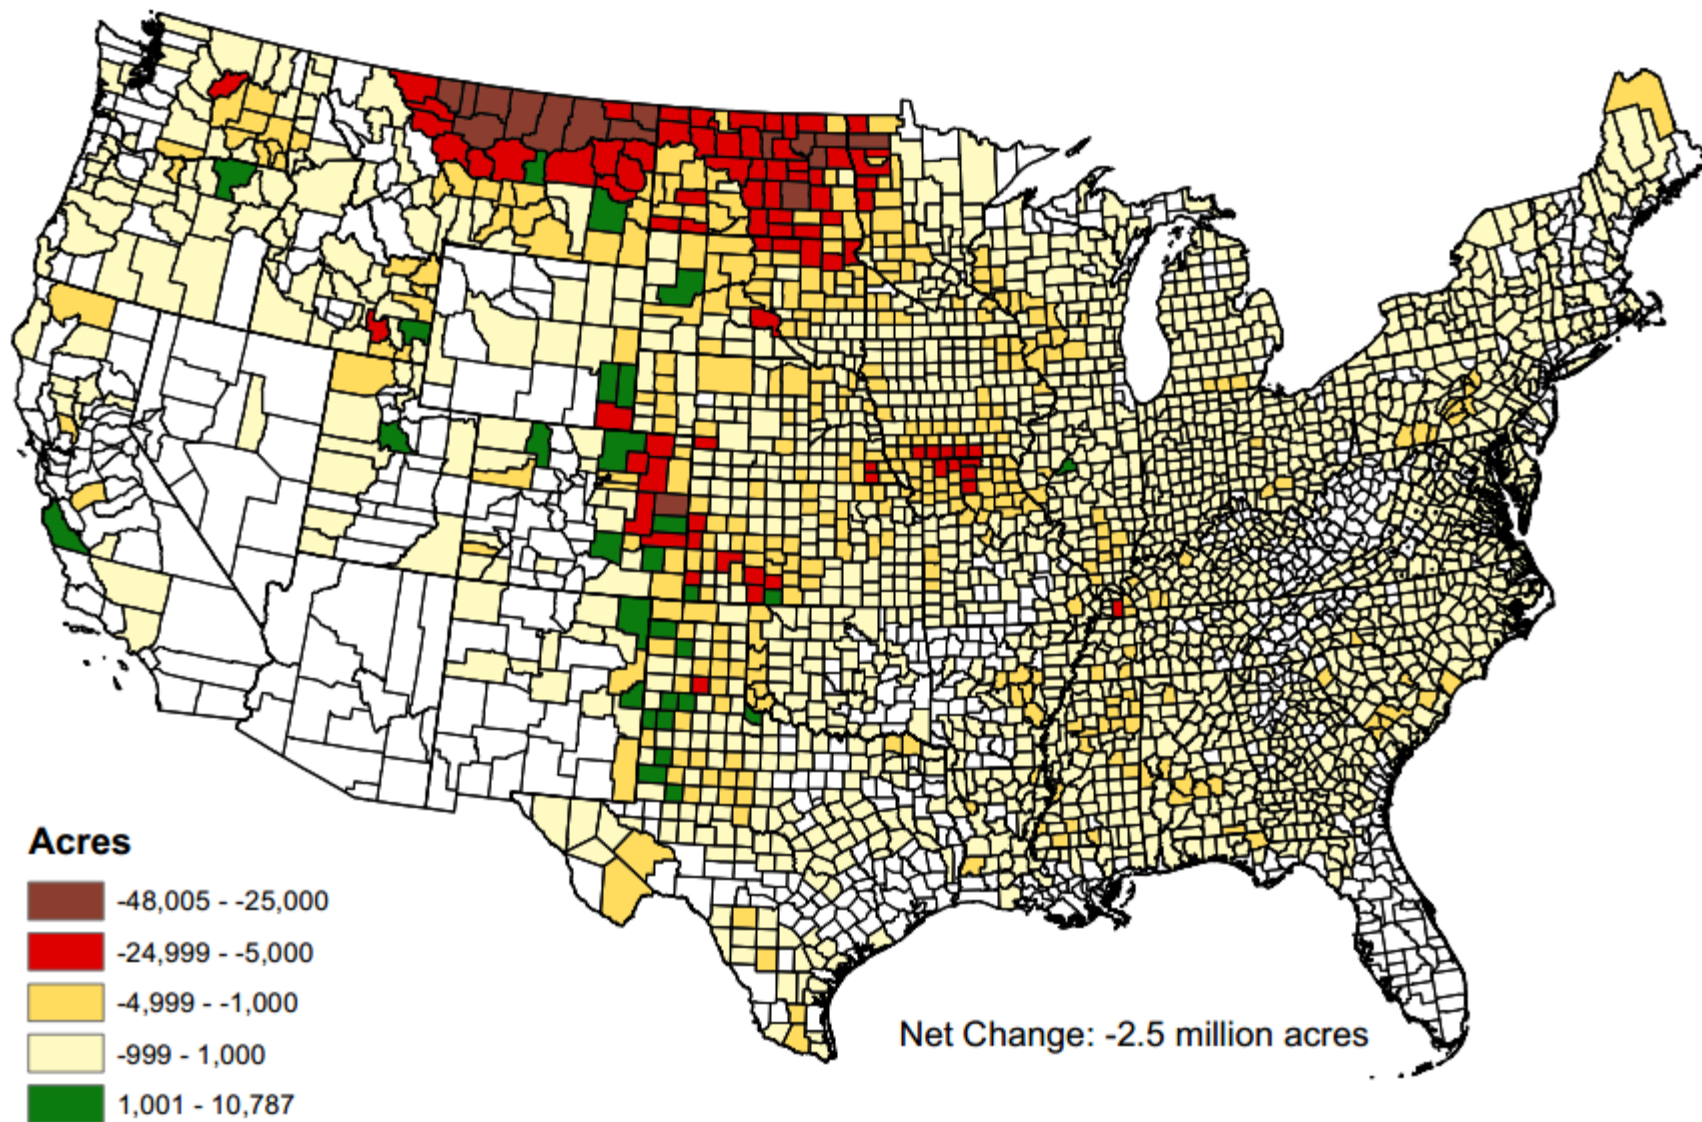 Acres
-48,005 - -25,000
-24,999 - -5,000
-4,999 - -1,000
-999 - 1,000
1,001 - 10,787
Net Change: -2.5 million acres